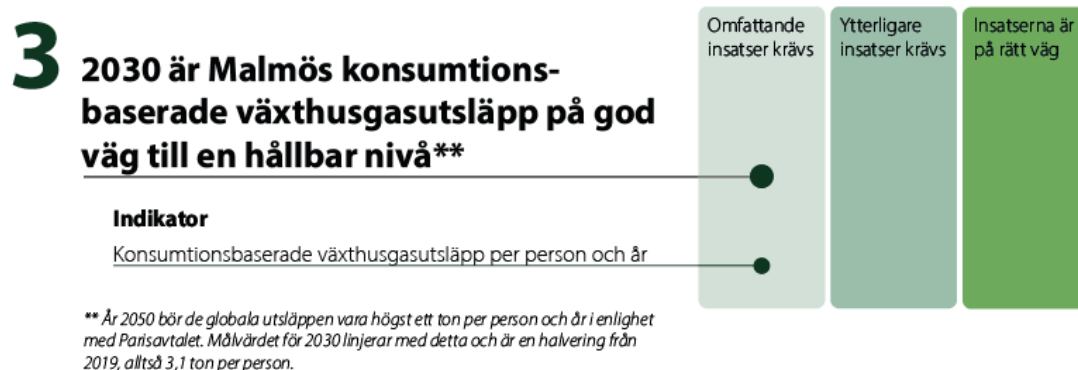 3
2030 är Malmös konsumtions-
baserade växthusgasutsläpp på god
väg till en hållbar nivå**
Omfattande
insatser krävs
Ytterligare
insatser krävs
Insatserna är
på rätt väg
Indikator
Konsumtionsbaserade växthusgasutsläpp per person och år
** År 2050 bör de globala utsläppen vara högst ett ton per person och år i enlighet
med Parisavtalet. Målvärdet för 2030 linjerar med detta och är en halvering från
2019, alltså 3,1 ton per person.